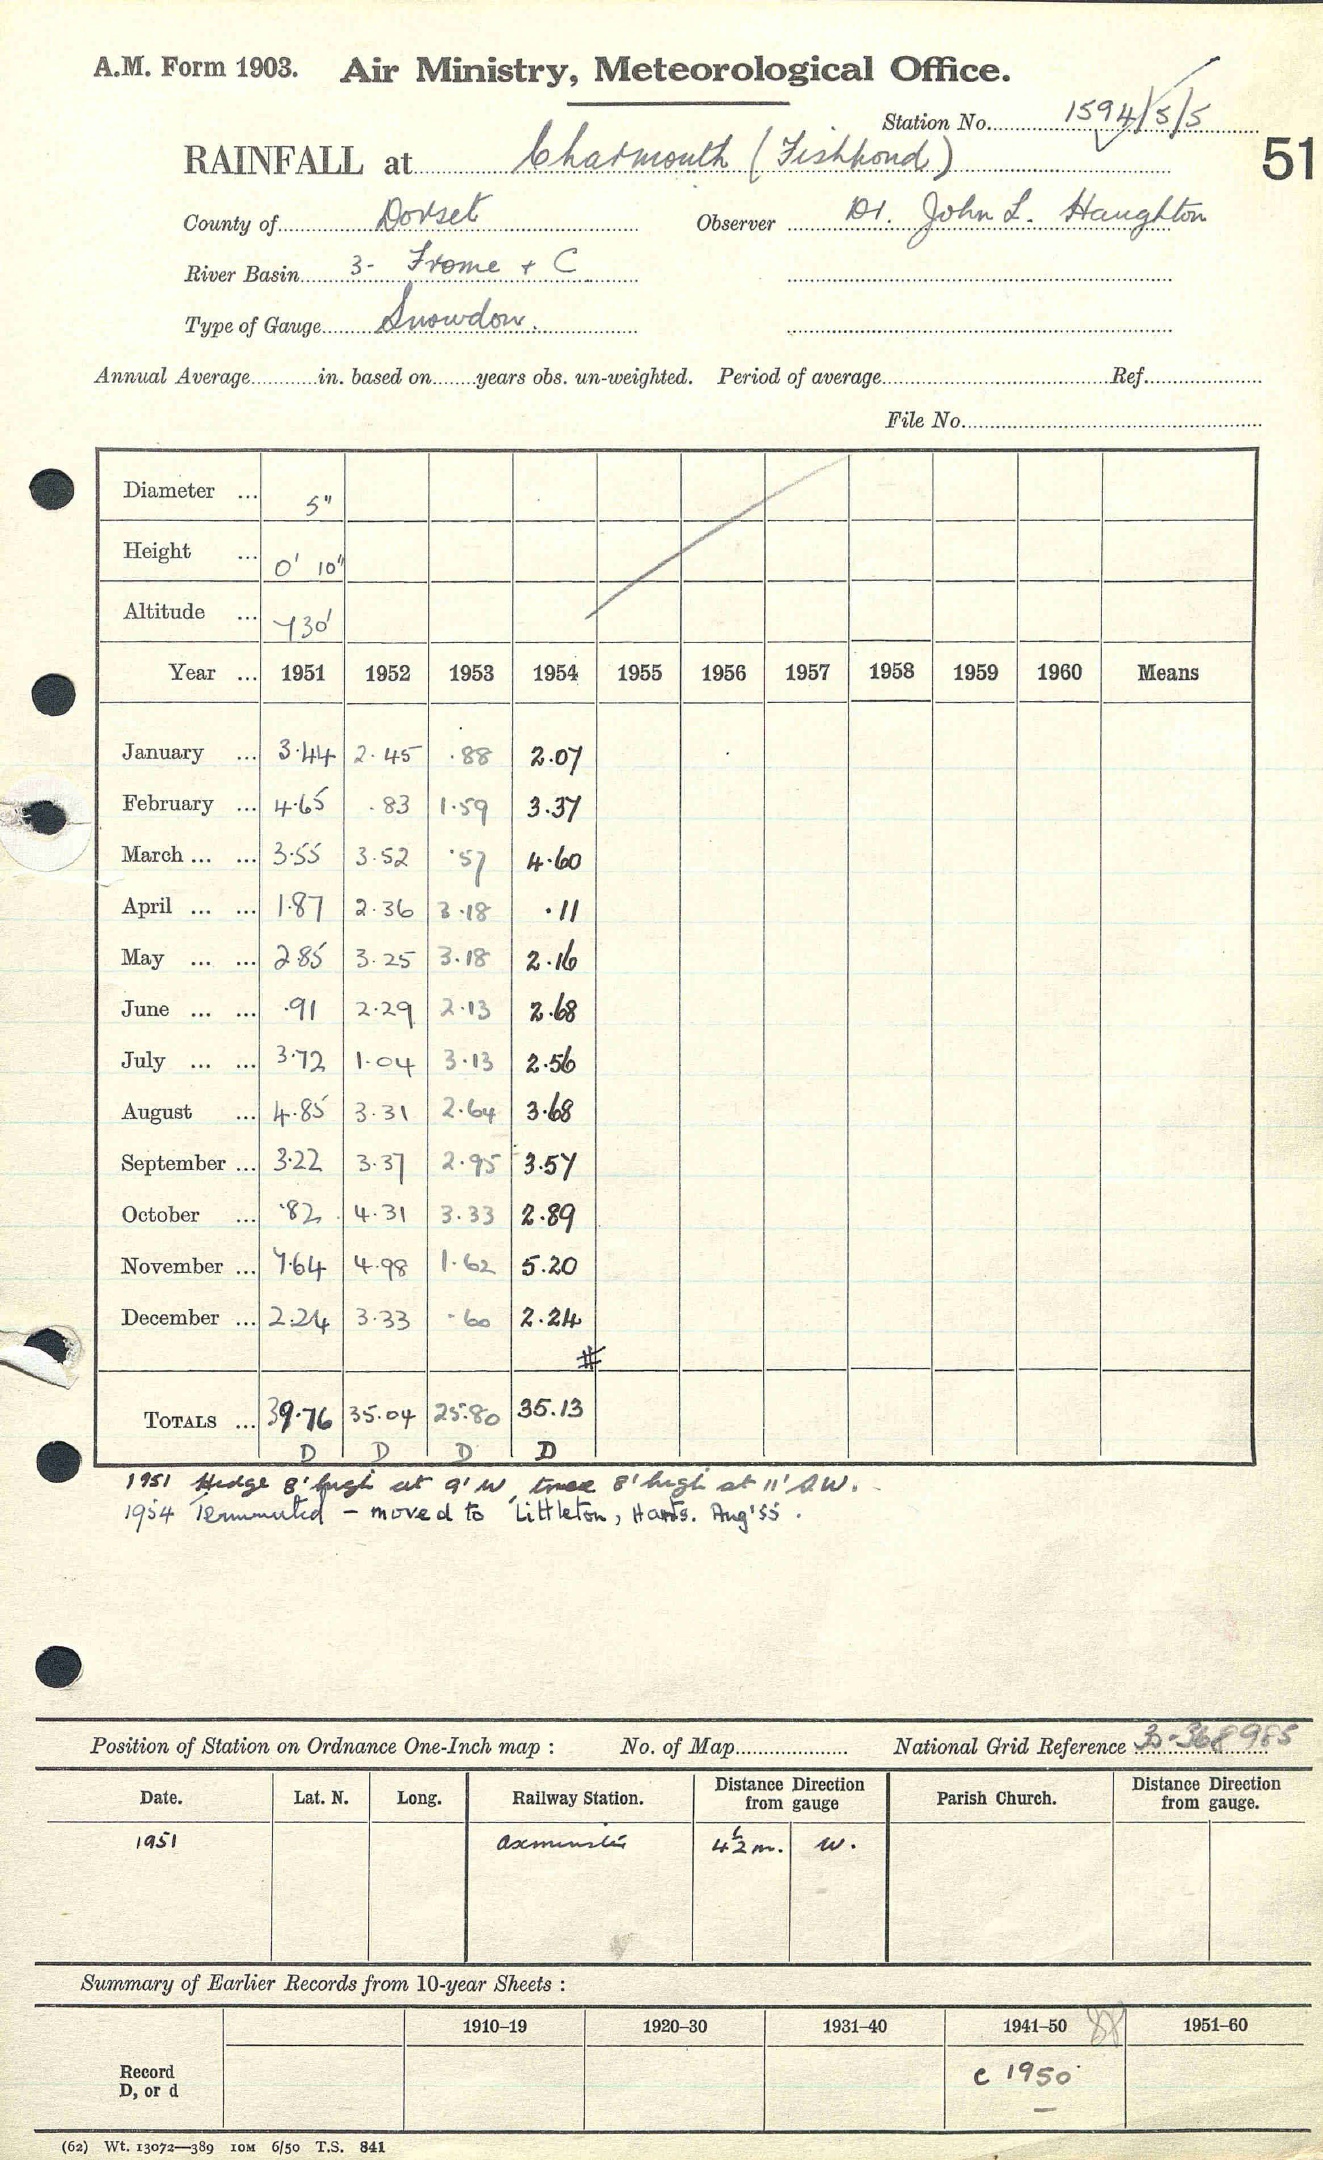 A.M. Form 1903. Air Ministry, Meteorological Office.
Station No. 1594/5/5
RAINFALL at Charmouth (Fishpond) 51
County of Dorset Observer Dr. John L. Haughton
River Basin 3- Frome + C
Type of Gauge Snowdon.
Annual Average in. based on years obs. un-weighted. Period of average Ref.
File No.
Diameter ... 5"
Height ... 0' 10"
Altitude ... 730'
Year ... 1951 1952 1953 1954 1955 1956 1957 1958 1959 1960 Means
January ... 3.44 2.45 .88 2.07
February ... 4.65 .83 1.59 3.37
March ... ... 3.55 3.52 .57 4.60
April ... ... 1.87 2.36 3.18 .11
May ... ... 2.85 3.25 3.18 2.16
June ... ... .91 2.29 2.13 2.68
July ... ... 3.72 1.04 3.13 2.56
August ... 4.85 3.31 2.64 3.68
September ... 3.22 3.37 2.95 3.57
October ... .82 4.31 3.33 2.89
November ... 7.64 4.98 1.62 5.20
December ... 2.24 3.33 .60 2.24
#
TOTALS ... 39.76 35.04 25.80 35.13
D D D D
1951 Hedge 8' high at 9' W, tree 8' high at 11' S.W.
1954 Terminated - moved to Littleton, Hants. Aug '55.
Position of Station on Ordnance One-Inch map : No. of Map National Grid Reference 368985
Date. Lat. N. Long. Railway Station. Distance Direction from gauge Parish Church. Distance Direction from gauge.
1951 Axminster 4½ m. W.
Summary of Earlier Records from 10-year Sheets :
1910-19 1920-30 1931-40 1941-50 1951-60
Record D, or d c 1950
(62) Wt. 13072—389 10M 6/50 T.S. 841